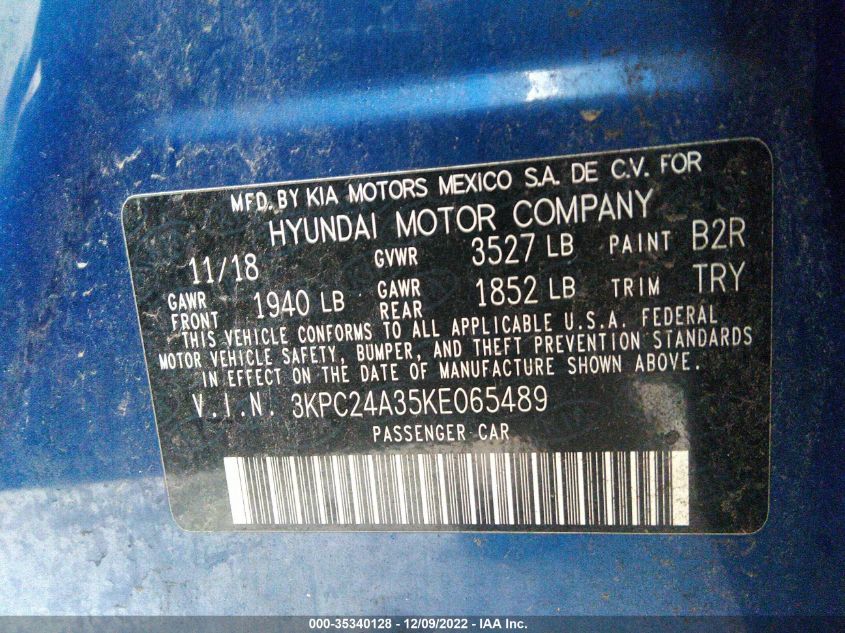 MFD. BY KIA MOTORS MEXICO S.A. DE C.V. FOR
HYUNDAI MOTOR COMPANY
11/18 GVWR 3527 LB PAINT B2R
GAWR FRONT 1940 LB GAWR REAR 1852 LB TRIM TRY
THIS VEHICLE CONFORMS TO ALL APPLICABLE U.S.A. FEDERAL
MOTOR VEHICLE SAFETY, BUMPER, AND THEFT PREVENTION STANDARDS
IN EFFECT ON THE DATE OF MANUFACTURE SHOWN ABOVE.
V.I.N. 3KPC24A35KE065489
PASSENGER CAR
000-35340128 - 12/09/2022 - IAA Inc.